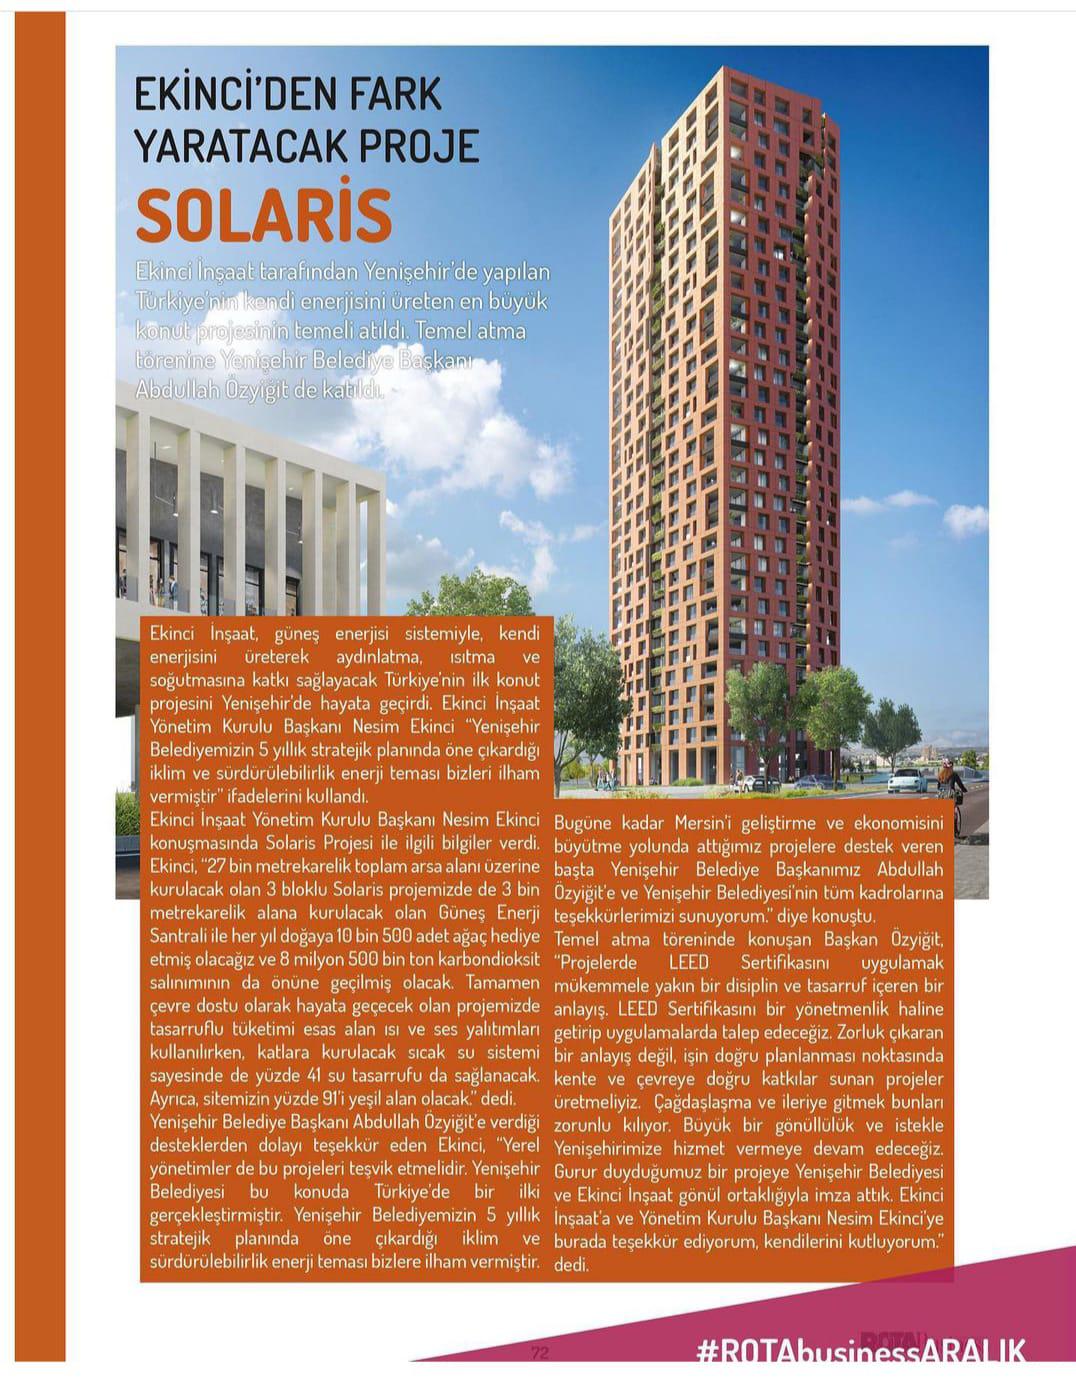 EKİNCİ'DEN FARK
YARATACAK PROJE
SOLARİS
Ekinci İnşaat tarafından Yenişehir'de yapılan
Türkiye'nin kendi enerjisini üreten en büyük
konut projesinin temeli atıldı. Temel atma
törenine Yenişehir Belediye Başkanı
Abdullah Özyiğit de katıldı.
Ekinci İnşaat, güneş enerjisi sistemiyle, kendi
enerjisini üreterek aydınlatma, ısıtma ve
soğutmasına katkı sağlayacak Türkiye'nin ilk konut
projesini Yenişehir'de hayata geçirdi. Ekinci İnşaat
Yönetim Kurulu Başkanı Nesim Ekinci "Yenişehir
Belediyemizin 5 yıllık stratejik planında öne çıkardığı
iklim ve sürdürülebilirlik enerji teması bizleri ilham
vermiştir" ifadelerini kullandı.
Ekinci İnşaat Yönetim Kurulu Başkanı Nesim Ekinci
konuşmasında Solaris Projesi ile ilgili bilgiler verdi.
Ekinci, "27 bin metrekarelik toplam arsa alanı üzerine
kurulacak olan 3 bloklu Solaris projemizde de 3 bin
metrekarelik alana kurulacak olan Güneş Enerji
Santrali ile her yıl doğaya 10 bin 500 adet ağaç hediye
etmiş olacağız ve 8 milyon 500 bin ton karbondioksit
salınımının da önüne geçilmiş olacak. Tamamen
çevre dostu olarak hayata geçecek olan projemizde
tasarruflu tüketimi esas alan ısı ve ses yalıtımları
kullanılırken, katlara kurulacak sıcak su sistemi
sayesinde de yüzde 41 su tasarrufu da sağlanacak.
Ayrıca, sitemizin yüzde 91'i yeşil alan olacak." dedi.
Yenişehir Belediye Başkanı Abdullah Özyiğit'e verdiği
desteklerden dolayı teşekkür eden Ekinci, "Yerel
yönetimler de bu projeleri teşvik etmelidir. Yenişehir
Belediyesi bu konuda Türkiye'de bir ilki
gerçekleştirmiştir. Yenişehir Belediyemizin 5 yıllık
stratejik planında öne çıkardığı iklim ve
sürdürülebilirlik enerji teması bizlere ilham vermiştir.
Bugüne kadar Mersin'i geliştirme ve ekonomisini
büyütme yolunda attığımız projelere destek veren
başta Yenişehir Belediye Başkanımız Abdullah
Özyiğit'e ve Yenişehir Belediyesi'nin tüm kadrolarına
teşekkürlerimizi sunuyorum." diye konuştu.
Temel atma töreninde konuşan Başkan Özyiğit,
"Projelerde LEED Sertifikasını uygulamak
mükemmele yakın bir disiplin ve tasarruf içeren bir
anlayış. LEED Sertifikasını bir yönetmenlik haline
getirip uygulamalarda talep edeceğiz. Zorluk çıkaran
bir anlayış değil, işin doğru planlanması noktasında
kente ve çevreye doğru katkılar sunan projeler
üretmeliyiz. Çağdaşlaşma ve ileriye gitmek bunları
zorunlu kılıyor. Büyük bir gönüllülük ve istekle
Yenişehirimize hizmet vermeye devam edeceğiz.
Gurur duyduğumuz bir projeye Yenişehir Belediyesi
ve Ekinci İnşaat gönül ortaklığıyla imza attık. Ekinci
İnşaat'a ve Yönetim Kurulu Başkanı Nesim Ekinci'ye
burada teşekkür ediyorum, kendilerini kutluyorum."
dedi.
72
#ROTAbusinessARALIK